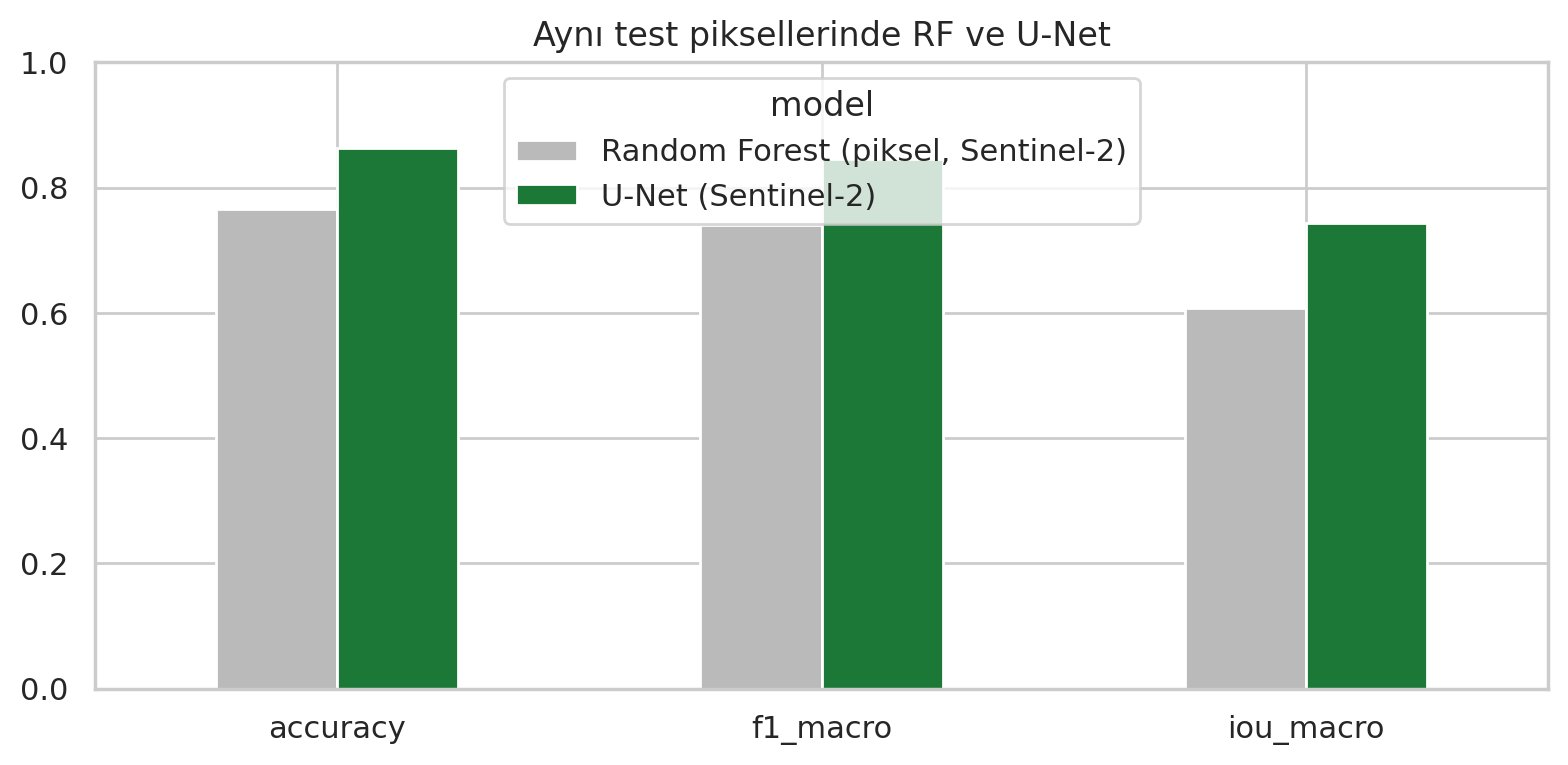 Aynı test piksellerinde RF ve U-Net
1.0
0.8
0.6
0.4
0.2
0.0
model
Random Forest (piksel, Sentinel-2)
U-Net (Sentinel-2)
accuracy
f1_macro
iou_macro